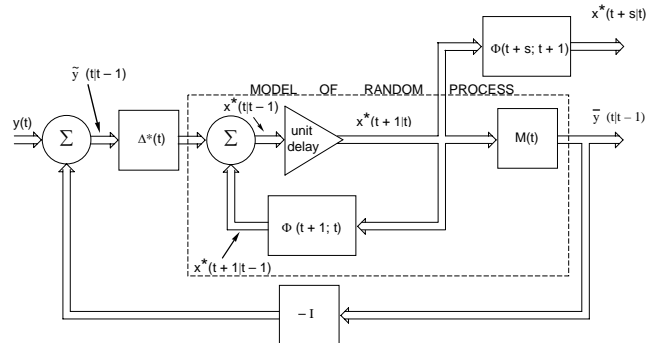 x*(t + s|t)
Φ(t + s; t + 1)
ỹ (t|t − 1)
MODEL OF RANDOM PROCESS
y(t)
Σ
Δ*(t)
x*(t|t−1)
Σ
unit
delay
x*(t + 1|t)
M(t)
y̅ (t|t − 1)
Φ (t + 1; t)
x*(t + 1|t − 1)
− I